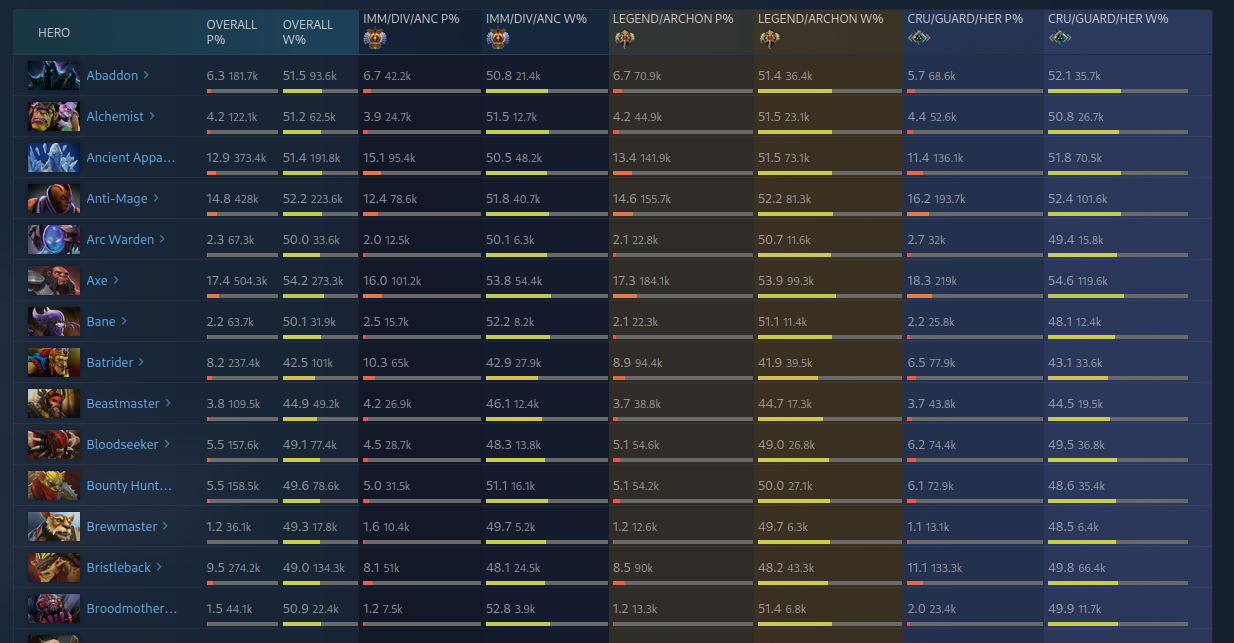 HERO OVERALL P% OVERALL W% IMM/DIV/ANC P% IMM/DIV/ANC W% LEGEND/ARCHON P% LEGEND/ARCHON W% CRU/GUARD/HER P% CRU/GUARD/HER W%
Abaddon 6.3 181.7k 51.5 93.6k 6.7 42.2k 50.8 21.4k 6.7 70.9k 51.4 36.4k 5.7 68.6k 52.1 35.7k
Alchemist 4.2 122.1k 51.2 62.5k 3.9 24.7k 51.5 12.7k 4.2 44.9k 51.5 23.1k 4.4 52.6k 50.8 26.7k
Ancient Appa... 12.9 373.4k 51.4 191.8k 15.1 95.4k 50.5 48.2k 13.4 141.9k 51.5 73.1k 11.4 136.1k 51.8 70.5k
Anti-Mage 14.8 428k 52.2 223.6k 12.4 78.6k 51.8 40.7k 14.6 155.7k 52.2 81.3k 16.2 193.7k 52.4 101.6k
Arc Warden 2.3 67.3k 50.0 33.6k 2.0 12.5k 50.1 6.3k 2.1 22.8k 50.7 11.6k 2.7 32k 49.4 15.8k
Axe 17.4 504.3k 54.2 273.3k 16.0 101.2k 53.8 54.4k 17.3 184.1k 53.9 99.3k 18.3 219k 54.6 119.6k
Bane 2.2 63.7k 50.1 31.9k 2.5 15.7k 52.2 8.2k 2.1 22.3k 51.1 11.4k 2.2 25.8k 48.1 12.4k
Batrider 8.2 237.4k 42.5 101k 10.3 65k 42.9 27.9k 8.9 94.4k 41.9 39.5k 6.5 77.9k 43.1 33.6k
Beastmaster 3.8 109.5k 44.9 49.2k 4.2 26.9k 46.1 12.4k 3.7 38.8k 44.7 17.3k 3.7 43.8k 44.5 19.5k
Bloodseeker 5.5 157.6k 49.1 77.4k 4.5 28.7k 48.3 13.8k 5.1 54.6k 49.0 26.8k 6.2 74.4k 49.5 36.8k
Bounty Hunt... 5.5 158.5k 49.6 78.6k 5.0 31.5k 51.1 16.1k 5.1 54.2k 50.0 27.1k 6.1 72.9k 48.6 35.4k
Brewmaster 1.2 36.1k 49.3 17.8k 1.6 10.4k 49.7 5.2k 1.2 12.6k 49.7 6.3k 1.1 13.1k 48.5 6.4k
Bristleback 9.5 274.2k 49.0 134.3k 8.1 51k 48.1 24.5k 8.5 90k 48.2 43.3k 11.1 133.3k 49.8 66.4k
Broodmother... 1.5 44.1k 50.9 22.4k 1.2 7.5k 52.8 3.9k 1.2 13.3k 51.4 6.8k 2.0 23.4k 49.9 11.7k